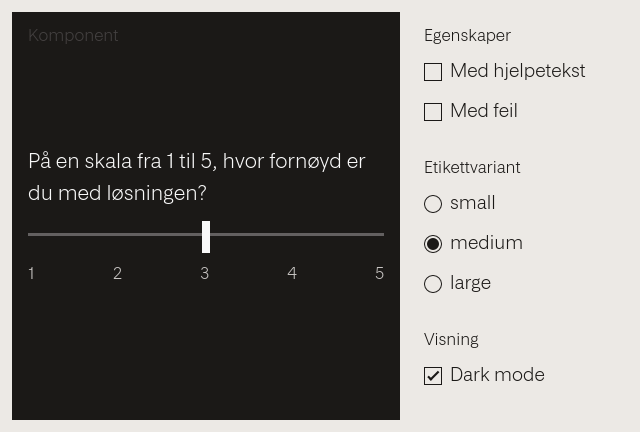 Komponent
På en skala fra 1 til 5, hvor fornøyd er
du med løsningen?
1 2 3 4 5
Egenskaper
Med hjelpetekst
Med feil
Etikettvariant
small
medium
large
Visning
Dark mode